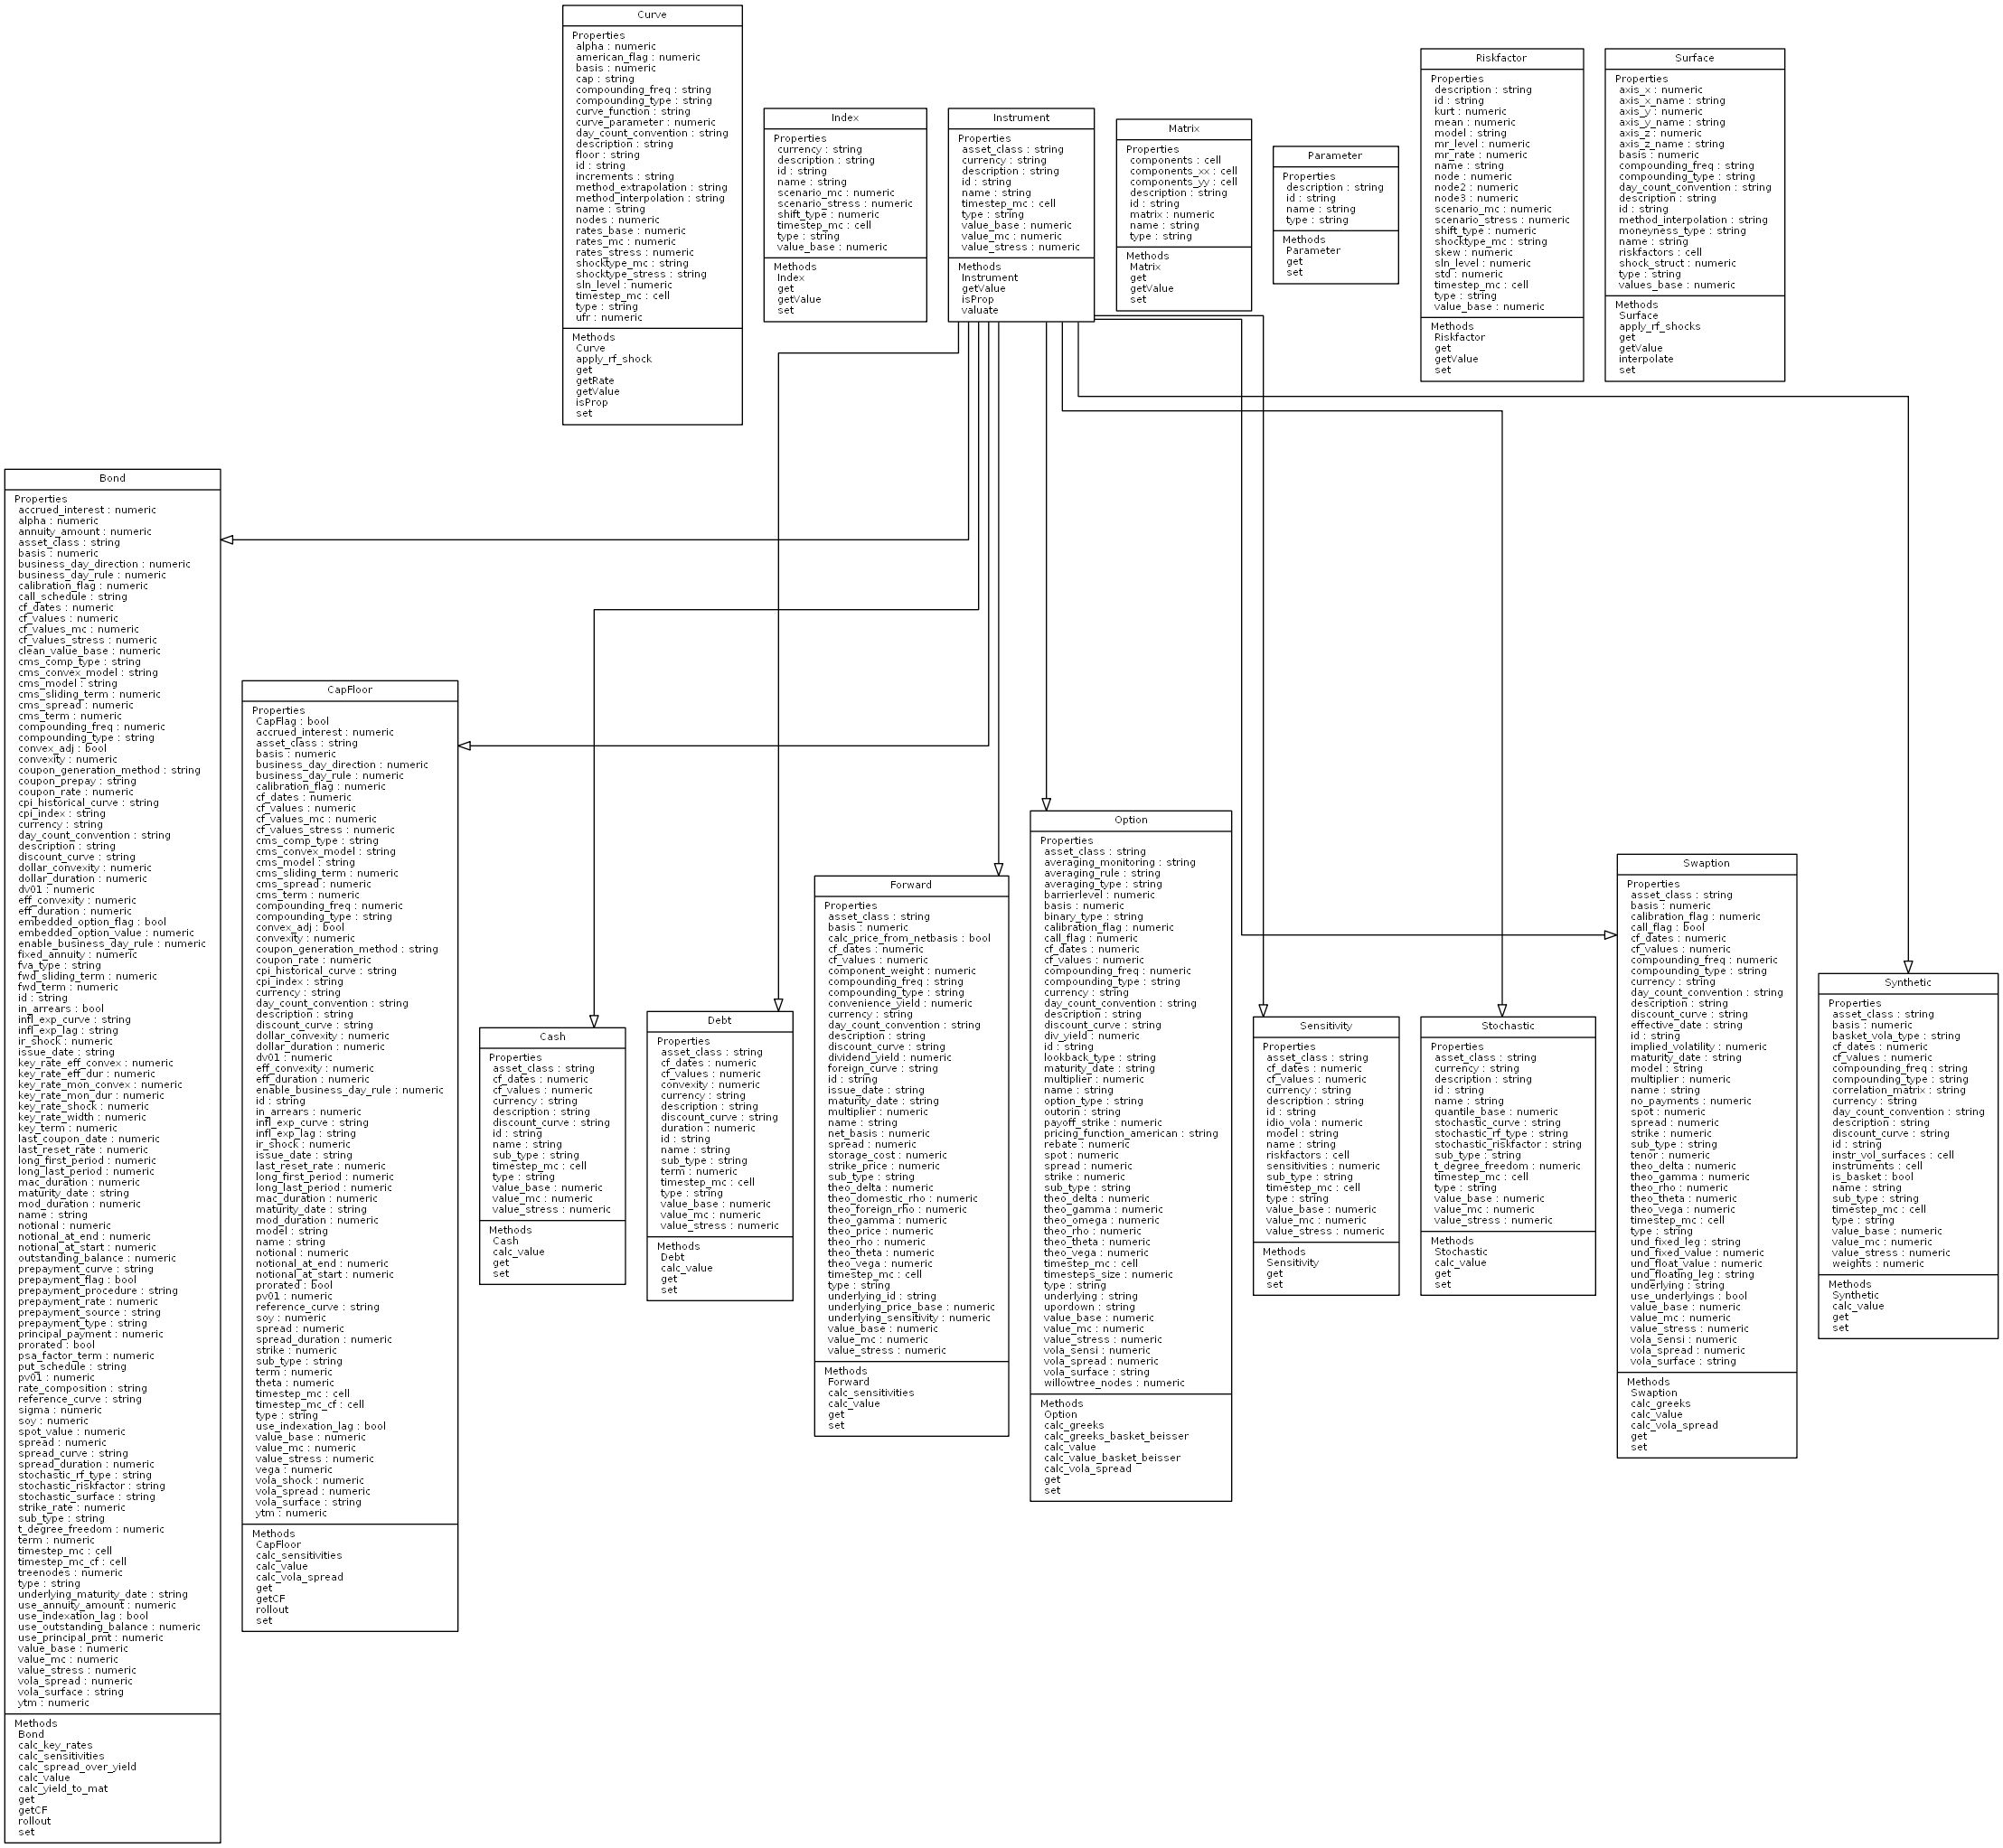 Curve
Properties
alpha : numeric
american_flag : numeric
basis : numeric
cap : string
compounding_freq : string
compounding_type : string
curve_function : string
curve_parameter : numeric
day_count_convention : string
description : string
floor : string
id : string
increments : string
method_extrapolation : string
method_interpolation : string
name : string
nodes : numeric
rates_base : numeric
rates_mc : numeric
rates_stress : numeric
shocktype_mc : string
shocktype_stress : string
sln_level : numeric
timestep_mc : cell
type : string
ufr : numeric
Methods
Curve
apply_rf_shock
get
getRate
getValue
isProp
set
Index
Properties
currency : string
description : string
id : string
name : string
scenario_mc : numeric
scenario_stress : numeric
shift_type : numeric
timestep_mc : cell
type : string
value_base : numeric
Methods
Index
get
getValue
set
Instrument
Properties
asset_class : string
currency : string
description : string
id : string
name : string
timestep_mc : cell
type : string
value_base : numeric
value_mc : numeric
value_stress : numeric
Methods
Instrument
getValue
isProp
valuate
Matrix
Properties
components : cell
components_xx : cell
components_yy : cell
description : string
id : string
matrix : numeric
name : string
type : string
Methods
Matrix
get
getValue
set
Parameter
Properties
description : string
id : string
name : string
type : string
Methods
Parameter
get
set
Riskfactor
Properties
description : string
id : string
kurt : numeric
mean : numeric
model : string
mr_level : numeric
mr_rate : numeric
name : string
node : numeric
node2 : numeric
node3 : numeric
scenario_mc : numeric
scenario_stress : numeric
shift_type : numeric
shocktype_mc : string
skew : numeric
sln_level : numeric
std : numeric
timestep_mc : cell
type : string
value_base : numeric
Methods
Riskfactor
get
getValue
set
Surface
Properties
axis_x : numeric
axis_x_name : string
axis_y : numeric
axis_y_name : string
axis_z : numeric
axis_z_name : string
basis : numeric
compounding_freq : string
compounding_type : string
day_count_convention : string
description : string
id : string
method_interpolation : string
moneyness_type : string
name : string
riskfactors : cell
shock_struct : numeric
type : string
values_base : numeric
Methods
Surface
apply_rf_shocks
get
getValue
interpolate
set
Bond
Properties
accrued_interest : numeric
alpha : numeric
annuity_amount : numeric
asset_class : string
basis : numeric
business_day_direction : numeric
business_day_rule : numeric
calibration_flag : numeric
call_schedule : string
cf_dates : numeric
cf_values : numeric
cf_values_mc : numeric
cf_values_stress : numeric
clean_value_base : numeric
cms_comp_type : string
cms_convex_model : string
cms_model : string
cms_sliding_term : numeric
cms_spread : numeric
cms_term : numeric
compounding_freq : numeric
compounding_type : string
convex_adj : bool
convexity : numeric
coupon_generation_method : string
coupon_prepay : string
coupon_rate : numeric
cpi_historical_curve : string
cpi_index : string
currency : string
day_count_convention : string
description : string
discount_curve : string
dollar_convexity : numeric
dollar_duration : numeric
dv01 : numeric
eff_convexity : numeric
eff_duration : numeric
embedded_option_flag : bool
embedded_option_value : numeric
enable_business_day_rule : numeric
fixed_annuity : numeric
fva_type : string
fwd_sliding_term : numeric
fwd_term : numeric
id : string
in_arrears : bool
infl_exp_curve : string
infl_exp_lag : string
ir_shock : numeric
issue_date : string
key_rate_eff_convex : numeric
key_rate_eff_dur : numeric
key_rate_mon_convex : numeric
key_rate_mon_dur : numeric
key_rate_shock : numeric
key_rate_width : numeric
key_term : numeric
last_coupon_date : numeric
last_reset_rate : numeric
long_first_period : numeric
long_last_period : numeric
mac_duration : numeric
maturity_date : string
mod_duration : numeric
name : string
notional : numeric
notional_at_end : numeric
notional_at_start : numeric
outstanding_balance : numeric
prepayment_curve : string
prepayment_flag : bool
prepayment_procedure : string
prepayment_rate : numeric
prepayment_source : string
prepayment_type : string
principal_payment : numeric
prorated : bool
psa_factor_term : numeric
put_schedule : string
pv01 : numeric
rate_composition : string
reference_curve : string
sigma : numeric
soy : numeric
spot_value : numeric
spread : numeric
spread_curve : string
spread_duration : numeric
stochastic_rf_type : string
stochastic_riskfactor : string
stochastic_surface : string
strike_rate : numeric
sub_type : string
t_degree_freedom : numeric
term : numeric
timestep_mc : cell
timestep_mc_cf : cell
treenodes : numeric
type : string
underlying_maturity_date : string
use_annuity_amount : numeric
use_indexation_lag : bool
use_outstanding_balance : numeric
use_principal_pmt : numeric
value_base : numeric
value_mc : numeric
value_stress : numeric
vola_spread : numeric
vola_surface : string
ytm : numeric
Methods
Bond
calc_key_rates
calc_sensitivities
calc_spread_over_yield
calc_value
calc_yield_to_mat
get
getCF
rollout
set
CapFloor
Properties
CapFlag : bool
accrued_interest : numeric
asset_class : string
basis : numeric
business_day_direction : numeric
business_day_rule : numeric
calibration_flag : numeric
cf_dates : numeric
cf_values : numeric
cf_values_mc : numeric
cf_values_stress : numeric
cms_comp_type : string
cms_convex_model : string
cms_model : string
cms_sliding_term : numeric
cms_spread : numeric
cms_term : numeric
compounding_freq : numeric
compounding_type : string
convex_adj : bool
convexity : numeric
coupon_generation_method : string
coupon_rate : numeric
cpi_historical_curve : string
cpi_index : string
currency : string
day_count_convention : string
description : string
discount_curve : string
dollar_convexity : numeric
dollar_duration : numeric
dv01 : numeric
eff_convexity : numeric
eff_duration : numeric
enable_business_day_rule : numeric
id : string
in_arrears : numeric
infl_exp_curve : string
infl_exp_lag : string
ir_shock : numeric
issue_date : string
last_reset_rate : numeric
long_first_period : numeric
long_last_period : numeric
mac_duration : numeric
maturity_date : string
mod_duration : numeric
model : string
name : string
notional : numeric
notional_at_end : numeric
notional_at_start : numeric
prorated : bool
pv01 : numeric
reference_curve : string
soy : numeric
spread : numeric
spread_duration : numeric
strike : numeric
sub_type : string
term : numeric
theta : numeric
timestep_mc : cell
timestep_mc_cf : cell
type : string
use_indexation_lag : bool
value_base : numeric
value_mc : numeric
value_stress : numeric
vega : numeric
vola_shock : numeric
vola_spread : numeric
vola_surface : string
ytm : numeric
Methods
CapFloor
calc_sensitivities
calc_value
calc_vola_spread
get
getCF
rollout
set
Cash
Properties
asset_class : string
cf_dates : numeric
cf_values : numeric
currency : string
description : string
discount_curve : string
id : string
name : string
sub_type : string
timestep_mc : cell
type : string
value_base : numeric
value_mc : numeric
value_stress : numeric
Methods
Cash
calc_value
get
set
Debt
Properties
asset_class : string
cf_dates : numeric
cf_values : numeric
convexity : numeric
currency : string
description : string
discount_curve : string
duration : numeric
id : string
name : string
sub_type : string
term : numeric
timestep_mc : cell
type : string
value_base : numeric
value_mc : numeric
value_stress : numeric
Methods
Debt
calc_value
get
set
Forward
Properties
asset_class : string
basis : numeric
calc_price_from_netbasis : bool
cf_dates : numeric
cf_values : numeric
component_weight : numeric
compounding_freq : string
compounding_type : string
convenience_yield : numeric
currency : string
day_count_convention : string
description : string
discount_curve : string
dividend_yield : numeric
foreign_curve : string
id : string
issue_date : string
maturity_date : string
multiplier : numeric
name : string
net_basis : numeric
spread : numeric
storage_cost : numeric
strike_price : numeric
sub_type : string
theo_delta : numeric
theo_domestic_rho : numeric
theo_foreign_rho : numeric
theo_gamma : numeric
theo_price : numeric
theo_rho : numeric
theo_theta : numeric
theo_vega : numeric
timestep_mc : cell
type : string
underlying_id : string
underlying_price_base : numeric
underlying_sensitivity : numeric
value_base : numeric
value_mc : numeric
value_stress : numeric
Methods
Forward
calc_sensitivities
calc_value
get
set
Option
Properties
asset_class : string
averaging_monitoring : string
averaging_rule : string
averaging_type : string
barrierlevel : numeric
basis : numeric
binary_type : string
calibration_flag : numeric
call_flag : numeric
cf_dates : numeric
cf_values : numeric
compounding_freq : numeric
compounding_type : string
currency : string
day_count_convention : string
description : string
discount_curve : string
div_yield : numeric
id : string
lookback_type : string
maturity_date : string
multiplier : numeric
name : string
option_type : string
outorin : string
payoff_strike : numeric
pricing_function_american : string
rebate : numeric
spot : numeric
spread : numeric
strike : numeric
sub_type : string
theo_delta : numeric
theo_gamma : numeric
theo_omega : numeric
theo_rho : numeric
theo_theta : numeric
theo_vega : numeric
timestep_mc : cell
timesteps_size : numeric
type : string
underlying : string
upordown : string
value_base : numeric
value_mc : numeric
value_stress : numeric
vola_sensi : numeric
vola_spread : numeric
vola_surface : string
willowtree_nodes : numeric
Methods
Option
calc_greeks
calc_greeks_basket_beisser
calc_value
calc_value_basket_beisser
calc_vola_spread
get
set
Sensitivity
Properties
asset_class : string
cf_dates : numeric
cf_values : numeric
currency : string
description : string
id : string
idio_vola : numeric
model : string
name : string
riskfactors : cell
sensitivities : numeric
sub_type : string
timestep_mc : cell
type : string
value_base : numeric
value_mc : numeric
value_stress : numeric
Methods
Sensitivity
get
set
Stochastic
Properties
asset_class : string
currency : string
description : string
id : string
name : string
quantile_base : numeric
stochastic_curve : string
stochastic_rf_type : string
stochastic_riskfactor : string
sub_type : string
t_degree_freedom : numeric
timestep_mc : cell
type : string
value_base : numeric
value_mc : numeric
value_stress : numeric
Methods
Stochastic
calc_value
get
set
Swaption
Properties
asset_class : string
basis : numeric
calibration_flag : numeric
call_flag : bool
cf_dates : numeric
cf_values : numeric
compounding_freq : numeric
compounding_type : string
currency : string
day_count_convention : string
description : string
discount_curve : string
effective_date : string
id : string
implied_volatility : numeric
maturity_date : string
model : string
multiplier : numeric
name : string
no_payments : numeric
spot : numeric
spread : numeric
strike : numeric
sub_type : string
tenor : numeric
theo_delta : numeric
theo_gamma : numeric
theo_rho : numeric
theo_theta : numeric
theo_vega : numeric
timestep_mc : cell
type : string
und_fixed_leg : string
und_fixed_value : numeric
und_float_value : numeric
und_floating_leg : string
underlying : string
use_underlyings : bool
value_base : numeric
value_mc : numeric
value_stress : numeric
vola_sensi : numeric
vola_spread : numeric
vola_surface : string
Methods
Swaption
calc_greeks
calc_value
calc_vola_spread
get
set
Synthetic
Properties
asset_class : string
basis : numeric
basket_vola_type : string
cf_dates : numeric
cf_values : numeric
compounding_freq : string
compounding_type : string
correlation_matrix : string
currency : string
day_count_convention : string
description : string
discount_curve : string
id : string
instr_vol_surfaces : cell
instruments : cell
is_basket : bool
name : string
sub_type : string
timestep_mc : cell
type : string
value_base : numeric
value_mc : numeric
value_stress : numeric
weights : numeric
Methods
Synthetic
calc_value
get
set